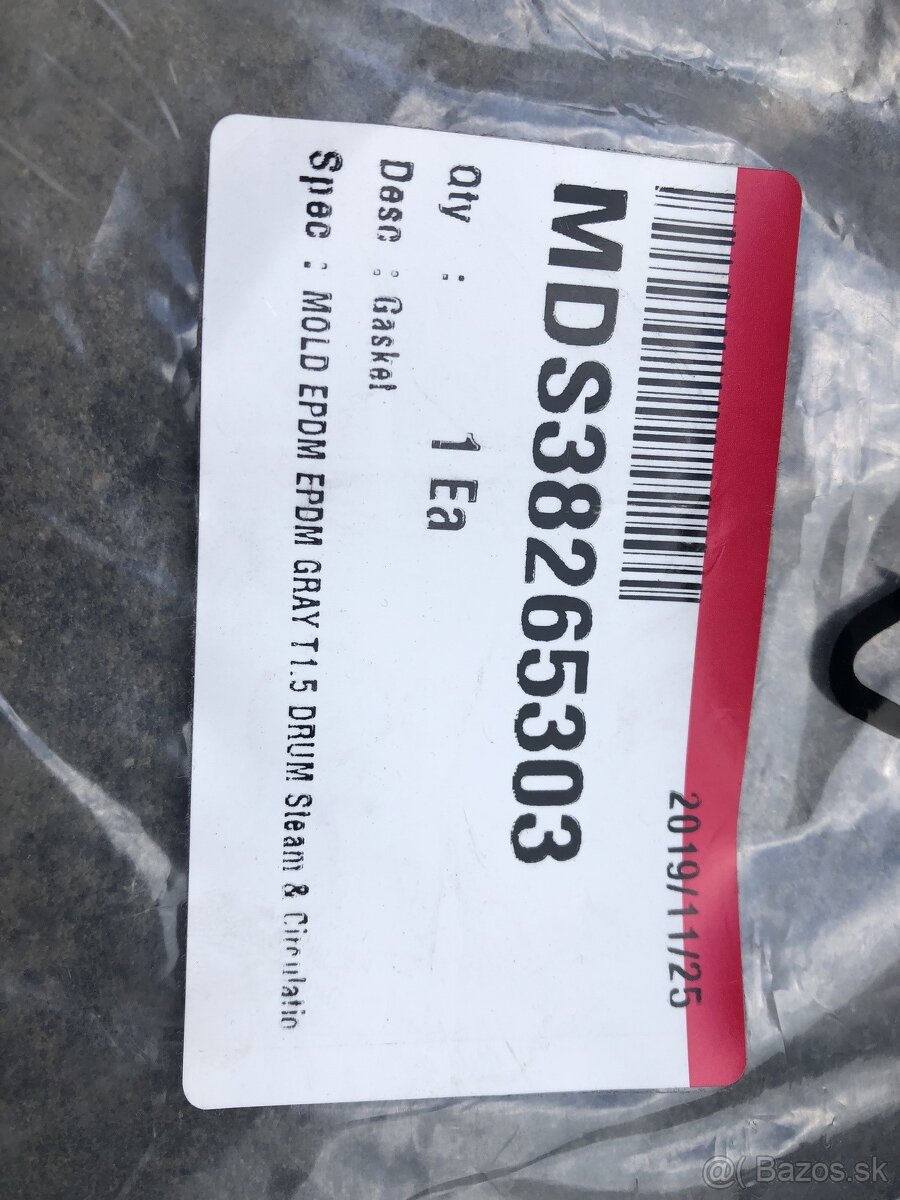 2019/11/25
MDS38265303
Qty : 1 Ea
Desc : Gasket
Spec : MOLD EPDM EPDM GRAY T1.5 DRUM Steam & Circulatio
@( Bazos.sk